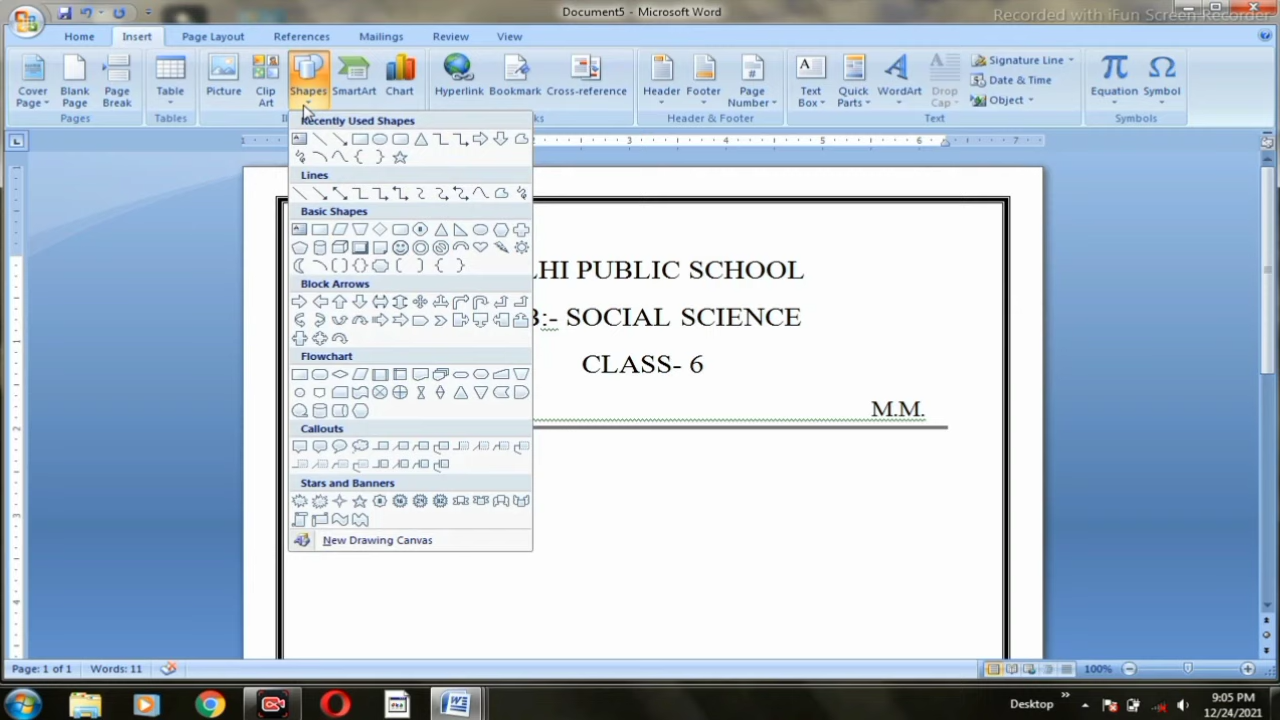 Document5 - Microsoft Word
Recorded with iFun Screen Recorder
Home Insert Page Layout References Mailings Review View
Cover Page Blank Page Page Break Table Picture Clip Art Shapes SmartArt Chart Hyperlink Bookmark Cross-reference Header Footer Page Number Text Box Quick Parts WordArt Drop Cap Signature Line Date & Time Object Equation Symbol
Pages Tables Header & Footer Text Symbols
Recently Used Shapes
Lines
Basic Shapes
Block Arrows
Flowchart
Callouts
Stars and Banners
New Drawing Canvas
LHI PUBLIC SCHOOL
B:- SOCIAL SCIENCE
CLASS- 6
M.M.
Page: 1 of 1 Words: 11 100%
Desktop
9:05 PM
12/24/2021